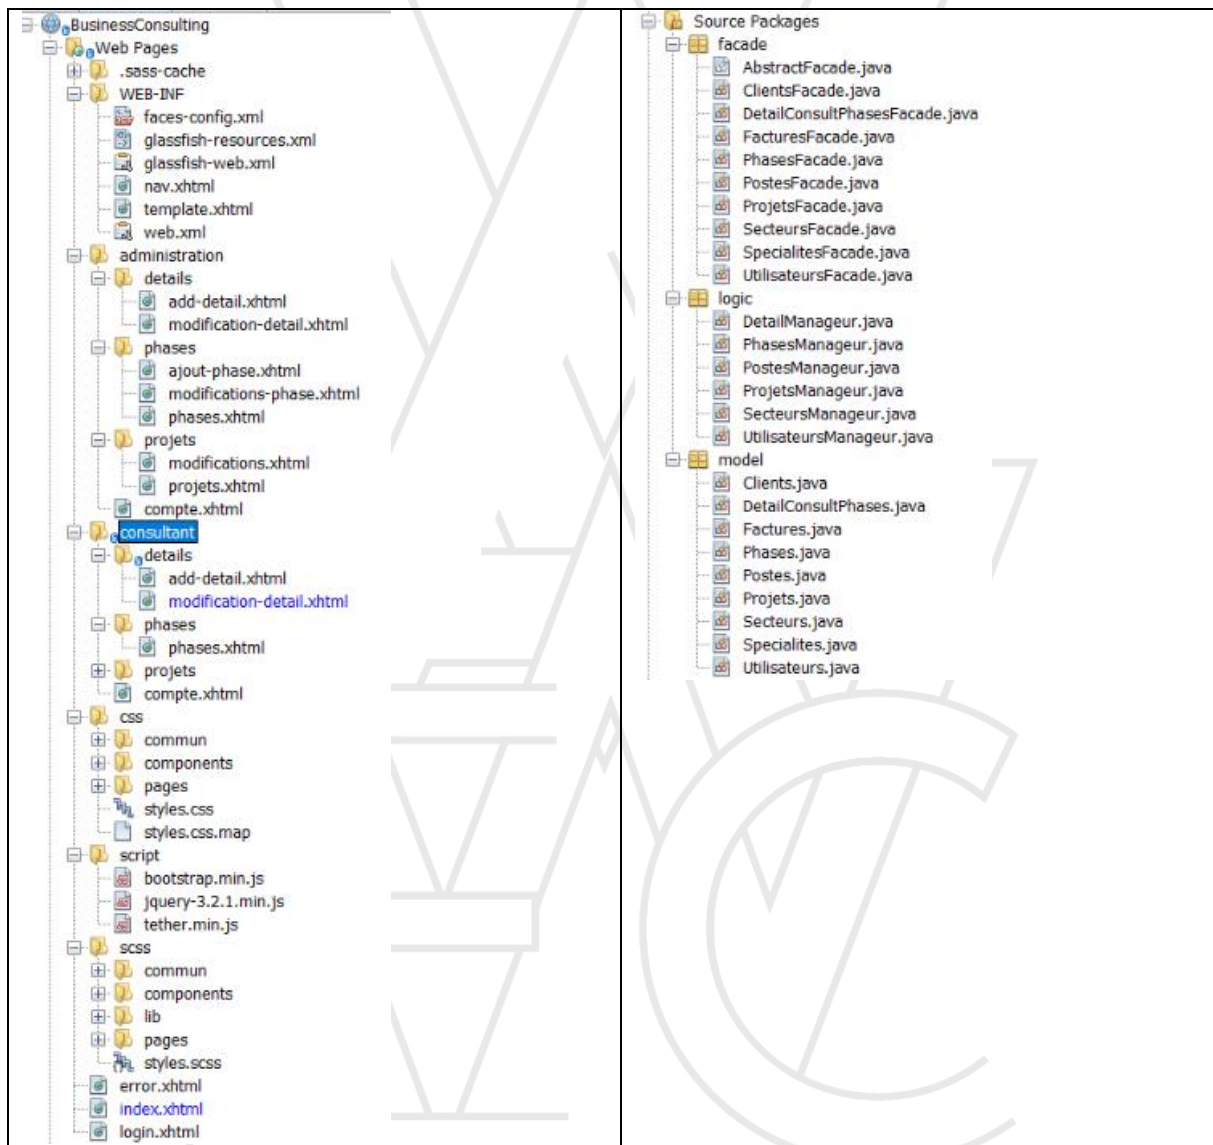 BusinessConsulting
Web Pages
.sass-cache
WEB-INF
faces-config.xml
glassfish-resources.xml
glassfish-web.xml
nav.xhtml
template.xhtml
web.xml
administration
details
add-detail.xhtml
modification-detail.xhtml
phases
ajout-phase.xhtml
modifications-phase.xhtml
phases.xhtml
projets
modifications.xhtml
projets.xhtml
compte.xhtml
consultant
details
add-detail.xhtml
modification-detail.xhtml
phases
phases.xhtml
projets
compte.xhtml
css
commun
components
pages
styles.css
styles.css.map
script
bootstrap.min.js
jquery-3.2.1.min.js
tether.min.js
scss
commun
components
lib
pages
styles.scss
error.xhtml
index.xhtml
login.xhtml
Source Packages
facade
AbstractFacade.java
ClientsFacade.java
DetailConsultPhasesFacade.java
FacturesFacade.java
PhasesFacade.java
PostesFacade.java
ProjetsFacade.java
SecteursFacade.java
SpecialitesFacade.java
UtilisateursFacade.java
logic
DetailManageur.java
PhasesManageur.java
PostesManageur.java
ProjetsManageur.java
SecteursManageur.java
UtilisateursManageur.java
model
Clients.java
DetailConsultPhases.java
Factures.java
Phases.java
Postes.java
Projets.java
Secteurs.java
Specialites.java
Utilisateurs.java